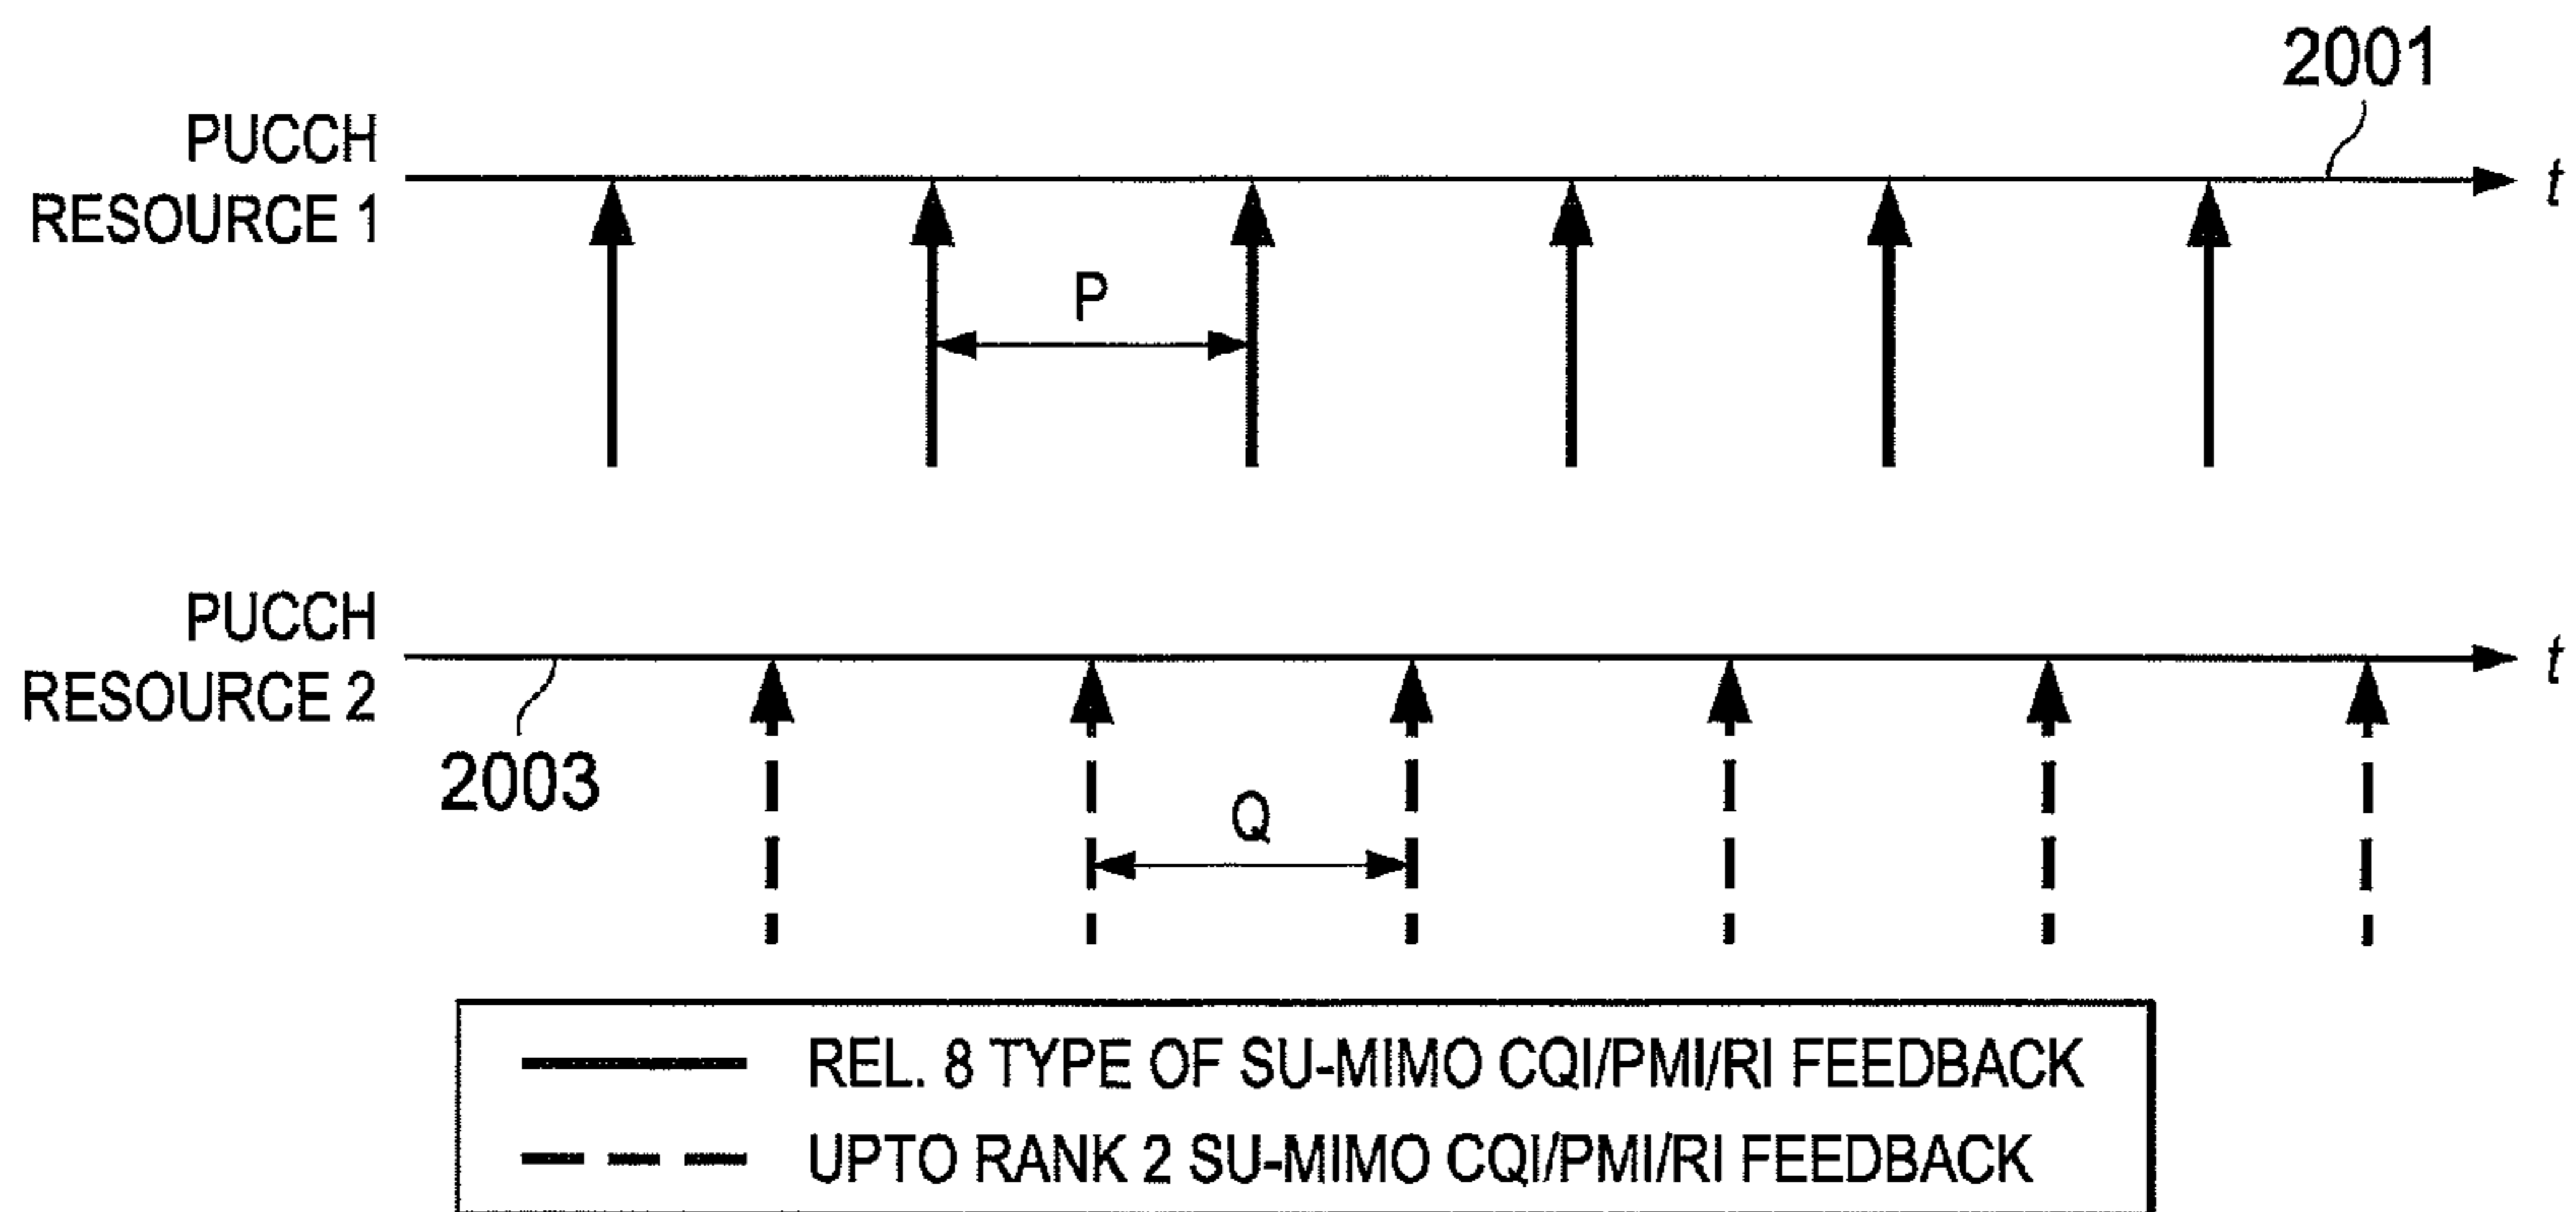 2001
PUCCH
RESOURCE 1
t
P
PUCCH
RESOURCE 2
t
2003
Q
REL. 8 TYPE OF SU-MIMO CQI/PMI/RI FEEDBACK
UPTO RANK 2 SU-MIMO CQI/PMI/RI FEEDBACK